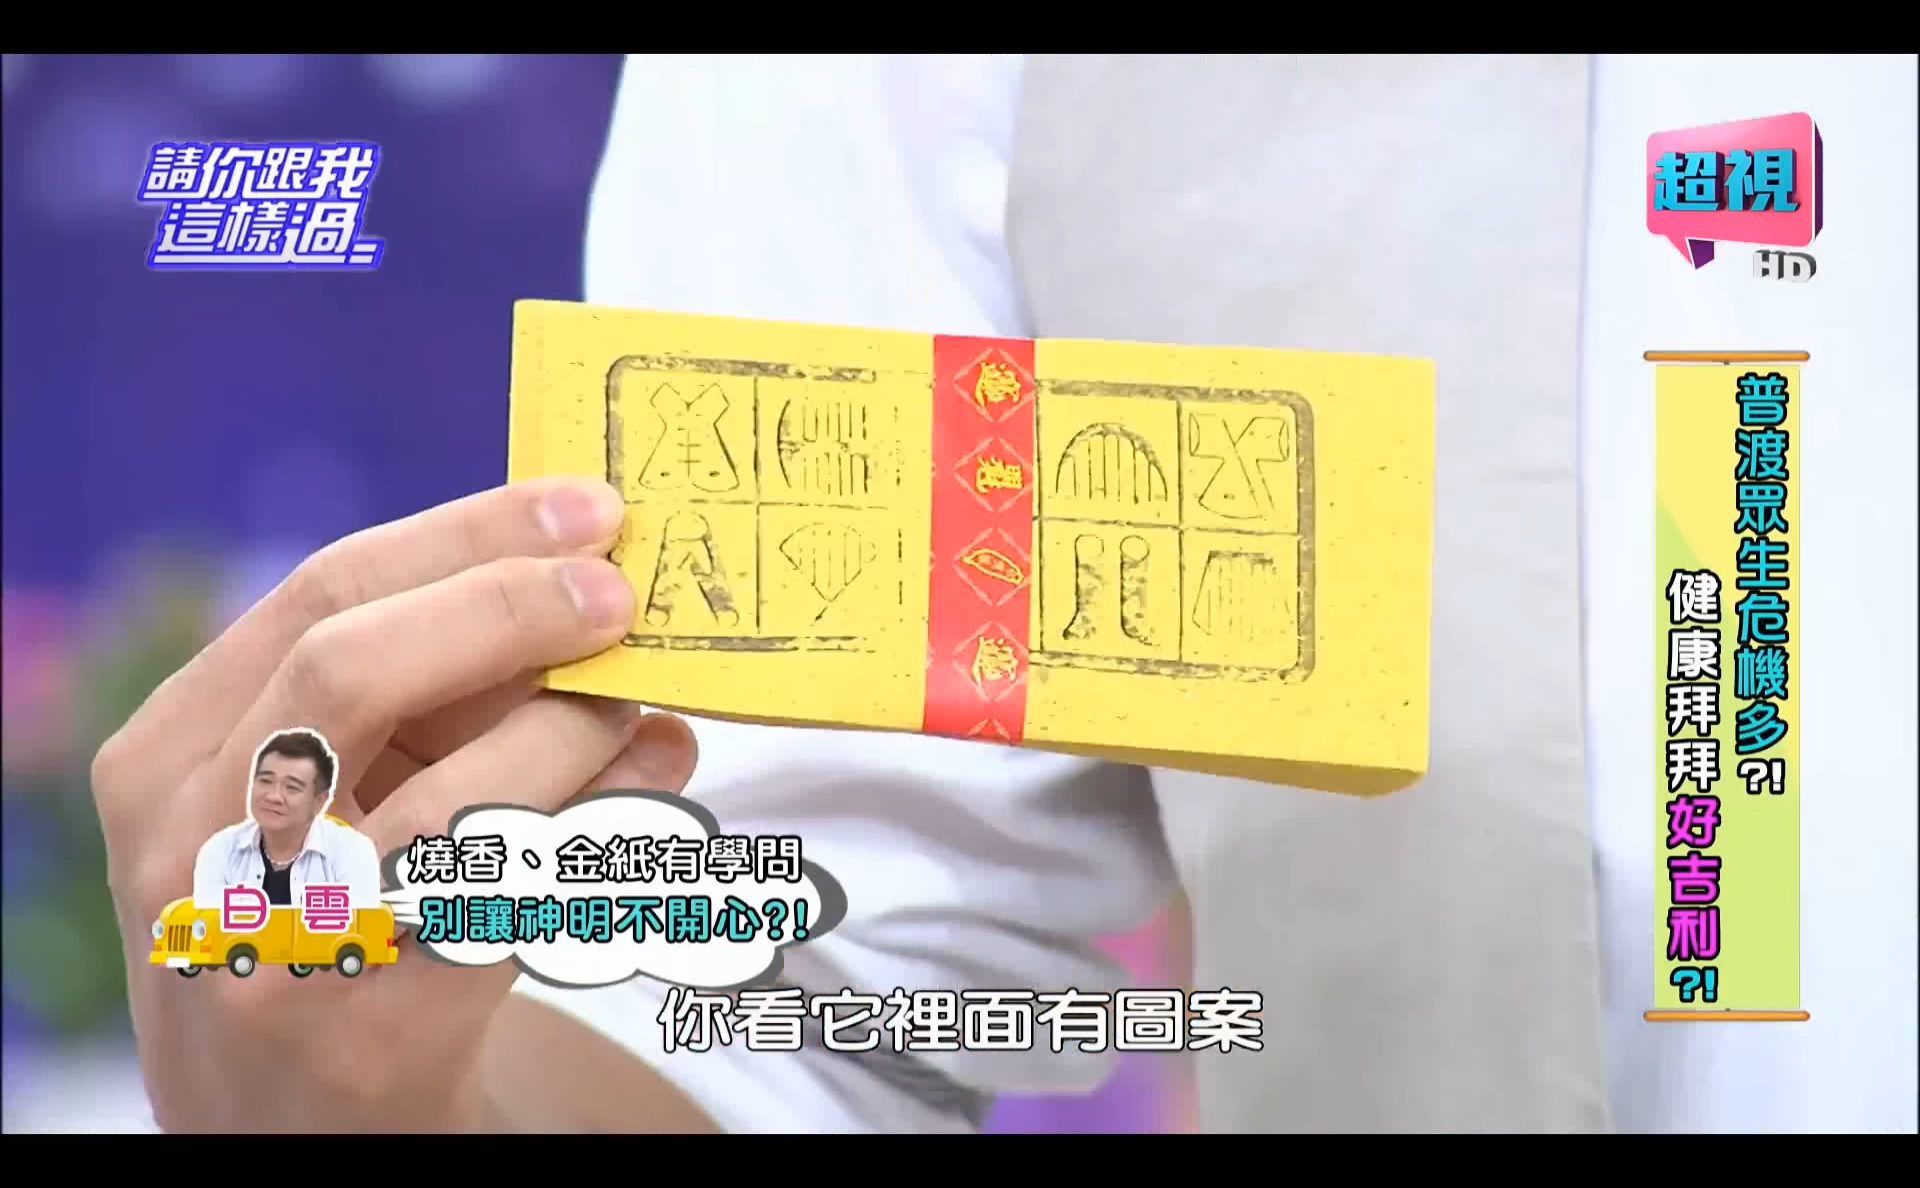 請你跟我
這樣過
超視
HD
普渡眾生危機多?!
健康拜拜好吉利?!
白雲
燒香、金紙有學問
別讓神明不開心?!
你看它裡面有圖案